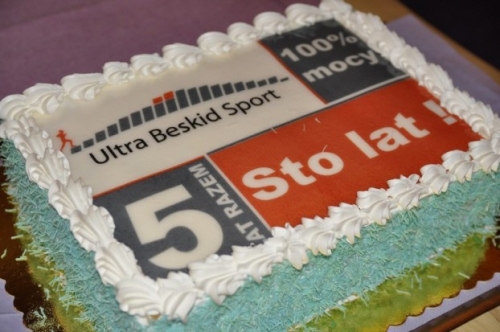 Ultra Beskid Sport
100%
mocy
5
LAT RAZEM
Sto lat !!